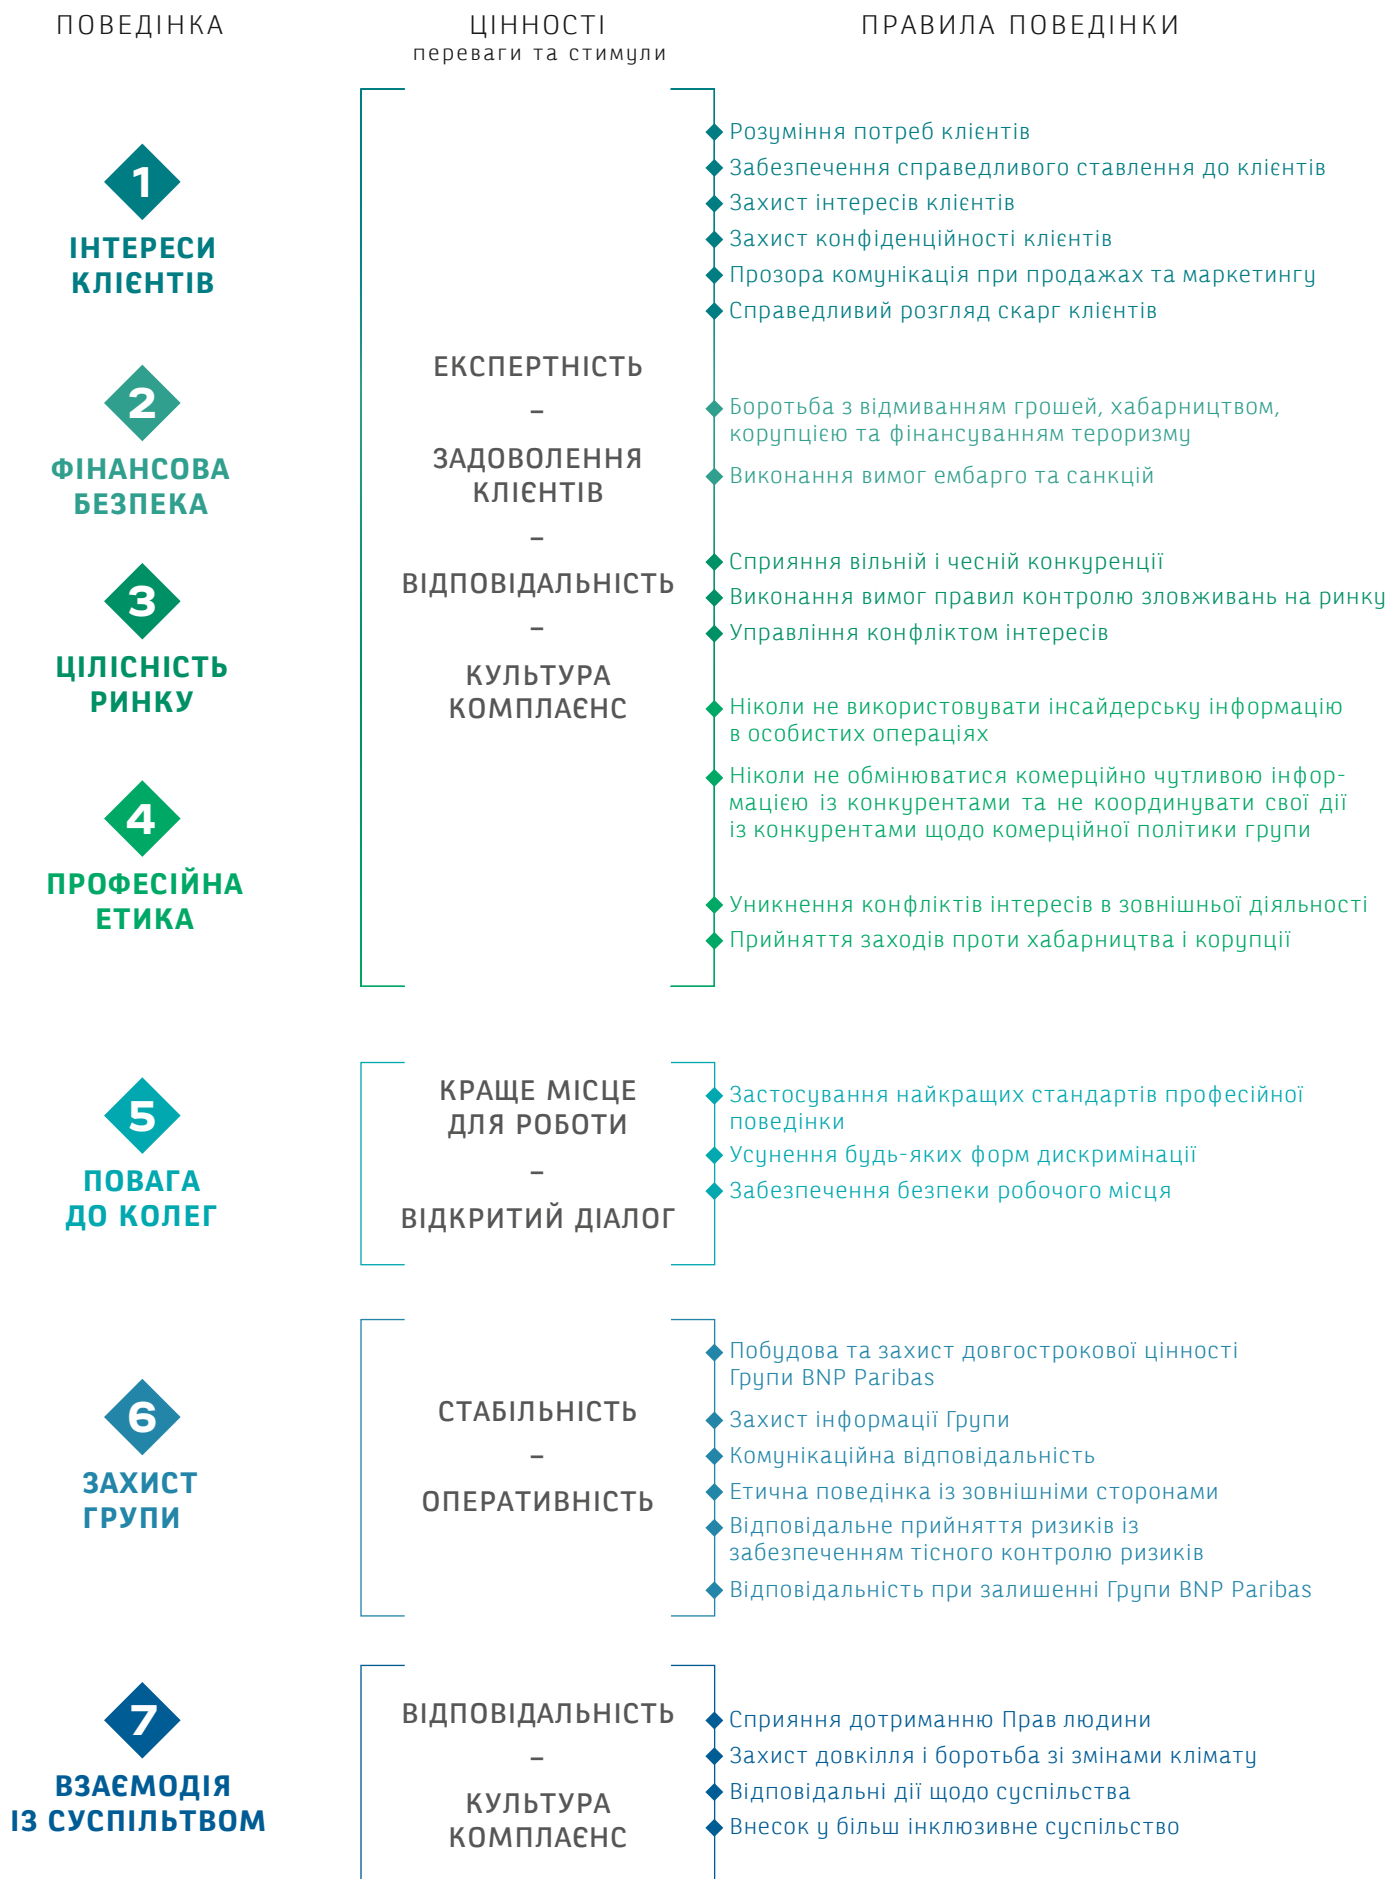 ПОВЕДІНКА
ЦІННОСТІ
переваги та стимули
ПРАВИЛА ПОВЕДІНКИ
1
ІНТЕРЕСИ
КЛІЄНТІВ
2
ФІНАНСОВА
БЕЗПЕКА
3
ЦІЛІСНІСТЬ
РИНКУ
4
ПРОФЕСІЙНА
ЕТИКА
ЕКСПЕРТНІСТЬ
–
ЗАДОВОЛЕННЯ
КЛІЄНТІВ
–
ВІДПОВІДАЛЬНІСТЬ
–
КУЛЬТУРА
КОМПЛАЄНС
Розуміння потреб клієнтів
Забезпечення справедливого ставлення до клієнтів
Захист інтересів клієнтів
Захист конфіденційності клієнтів
Прозора комунікація при продажах та маркетингу
Справедливий розгляд скарг клієнтів
Боротьба з відмиванням грошей, хабарництвом,
корупцією та фінансуванням тероризму
Виконання вимог ембарго та санкцій
Сприяння вільній і чесній конкуренції
Виконання вимог правил контролю зловживань на ринку
Управління конфліктом інтересів
Ніколи не використовувати інсайдерську інформацію
в особистих операціях
Ніколи не обмінюватися комерційно чутливою інфор-
мацією із конкурентами та не координувати свої дії
із конкурентами щодо комерційної політики групи
Уникнення конфліктів інтересів в зовнішньої діяльності
Прийняття заходів проти хабарництва і корупції
5
ПОВАГА
ДО КОЛЕГ
КРАЩЕ МІСЦЕ
ДЛЯ РОБОТИ
–
ВІДКРИТИЙ ДІАЛОГ
Застосування найкращих стандартів професійної
поведінки
Усунення будь-яких форм дискримінації
Забезпечення безпеки робочого місця
6
ЗАХИСТ
ГРУПИ
СТАБІЛЬНІСТЬ
–
ОПЕРАТИВНІСТЬ
Побудова та захист довгострокової цінності
Групи BNP Paribas
Захист інформації Групи
Комунікаційна відповідальність
Етична поведінка із зовнішніми сторонами
Відповідальне прийняття ризиків із
забезпеченням тісного контролю ризиків
Відповідальність при залишенні Групи BNP Paribas
7
ВЗАЄМОДІЯ
ІЗ СУСПІЛЬТВОМ
ВІДПОВІДАЛЬНІСТЬ
–
КУЛЬТУРА
КОМПЛАЄНС
Сприяння дотриманню Прав людини
Захист довкілля і боротьба зі змінами клімату
Відповідальні дії щодо суспільства
Внесок у більш інклюзивне суспільство